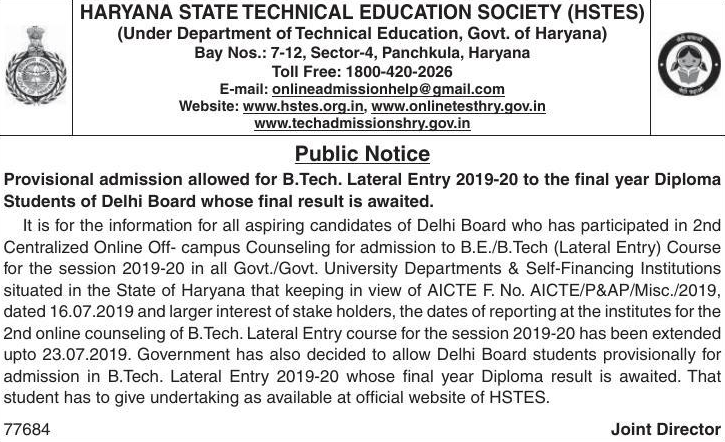 HARYANA STATE TECHNICAL EDUCATION SOCIETY (HSTES)
(Under Department of Technical Education, Govt. of Haryana)
Bay Nos.: 7-12, Sector-4, Panchkula, Haryana
Toll Free: 1800-420-2026
E-mail: onlineadmissionhelp@gmail.com
Website: www.hstes.org.in, www.onlinetesthry.gov.in
www.techadmissionshry.gov.in
Public Notice
Provisional admission allowed for B.Tech. Lateral Entry 2019-20 to the final year Diploma
Students of Delhi Board whose final result is awaited.
It is for the information for all aspiring candidates of Delhi Board who has participated in 2nd
Centralized Online Off- campus Counseling for admission to B.E./B.Tech (Lateral Entry) Course
for the session 2019-20 in all Govt./Govt. University Departments & Self-Financing Institutions
situated in the State of Haryana that keeping in view of AICTE F. No. AICTE/P&AP/Misc./2019,
dated 16.07.2019 and larger interest of stake holders, the dates of reporting at the institutes for the
2nd online counseling of B.Tech. Lateral Entry course for the session 2019-20 has been extended
upto 23.07.2019. Government has also decided to allow Delhi Board students provisionally for
admission in B.Tech. Lateral Entry 2019-20 whose final year Diploma result is awaited. That
student has to give undertaking as available at official website of HSTES.
77684 Joint Director